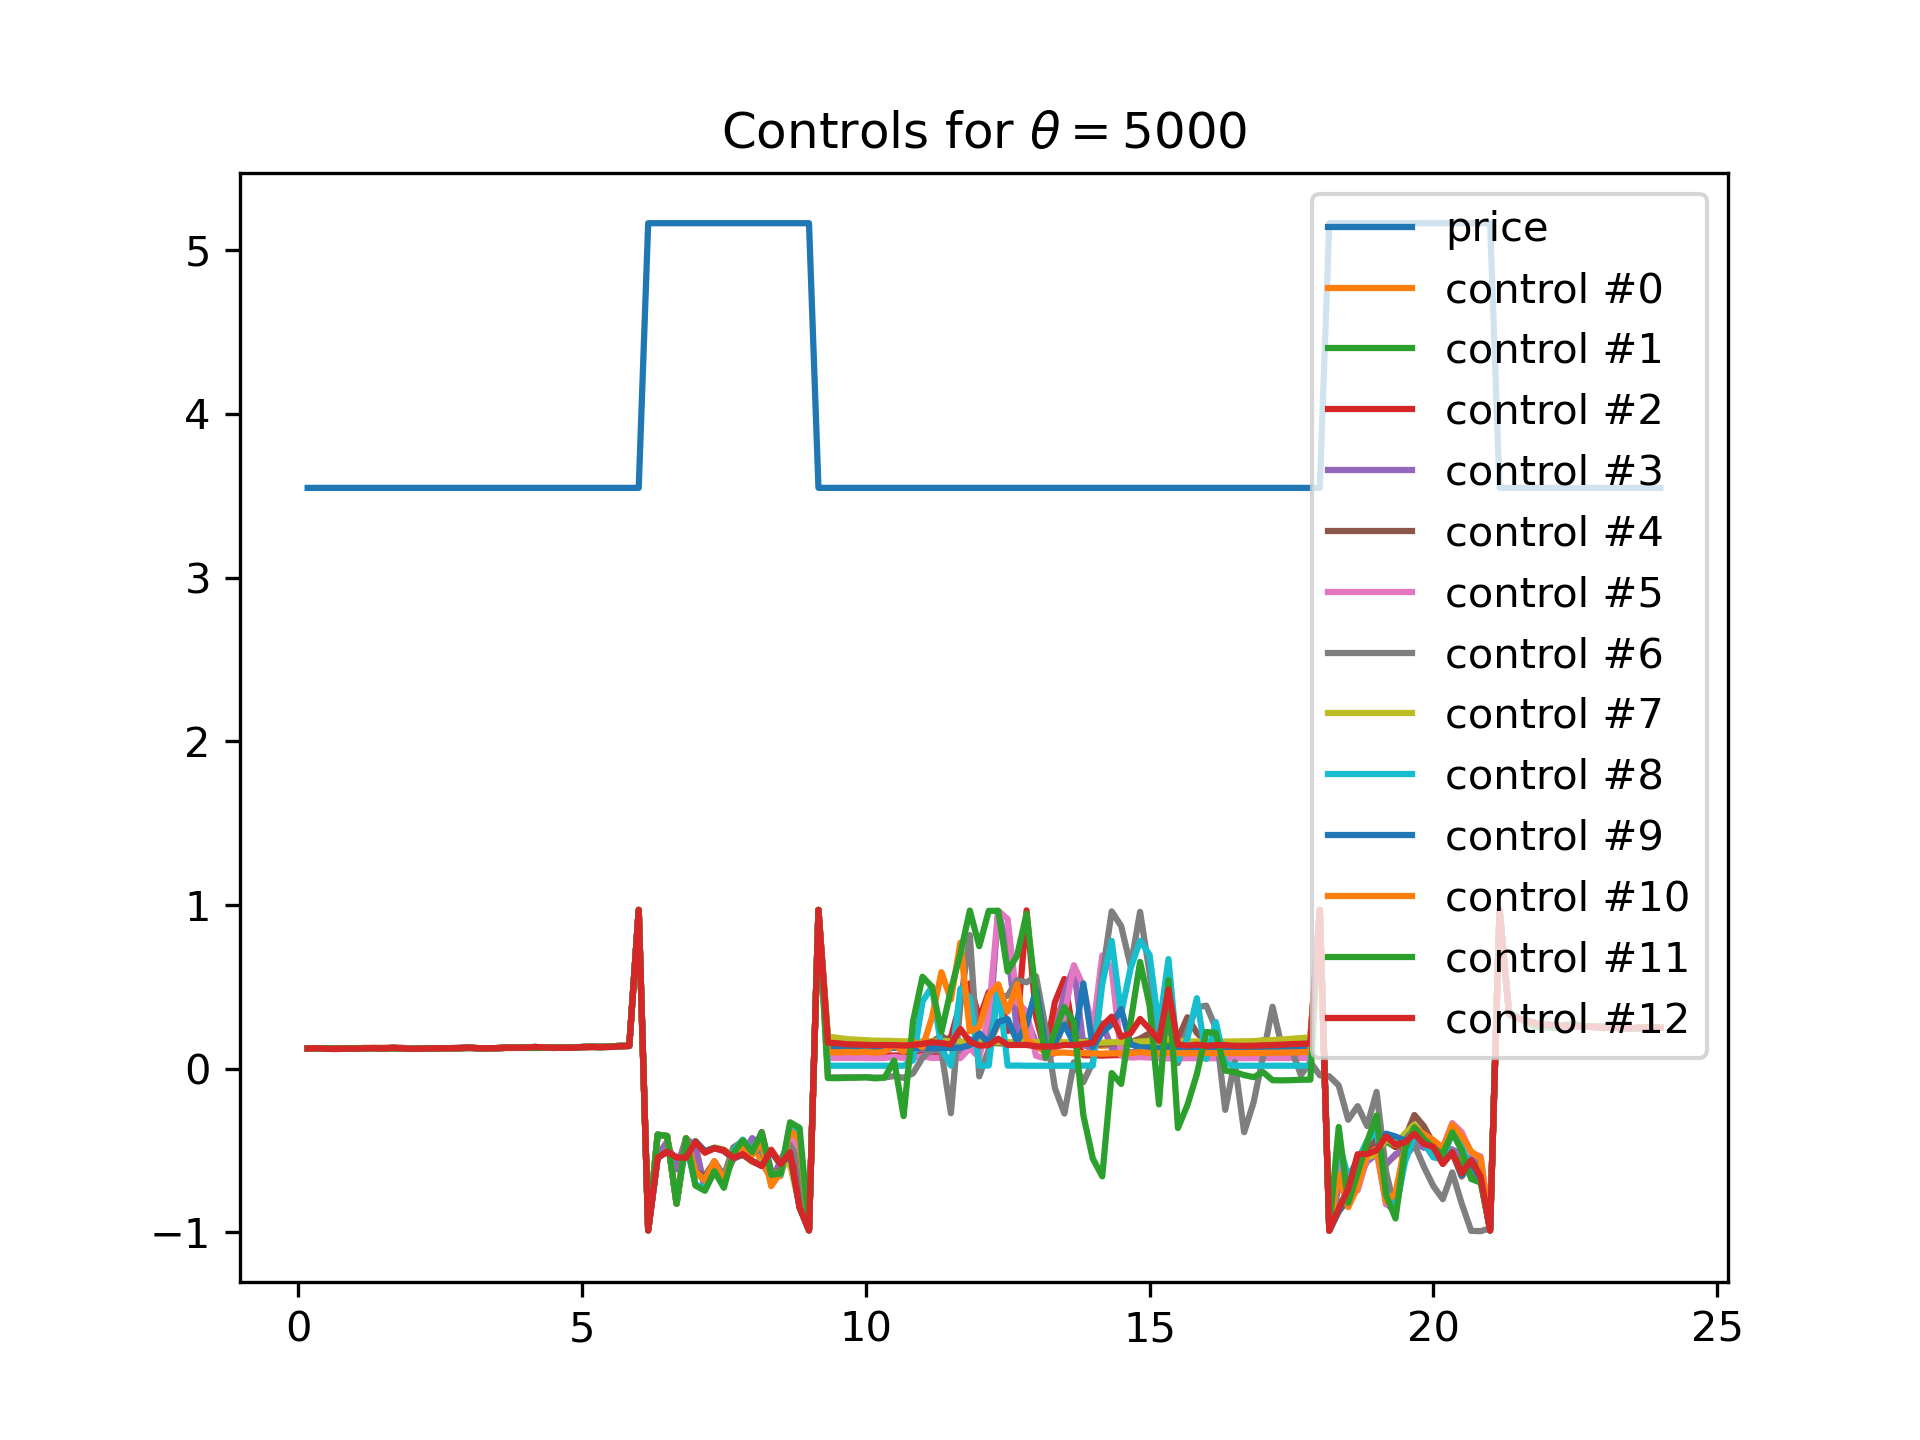 Controls for θ = 5000
5
4
3
2
1
0
−1
0 5 10 15 20 25
price
control #0
control #1
control #2
control #3
control #4
control #5
control #6
control #7
control #8
control #9
control #10
control #11
control #12